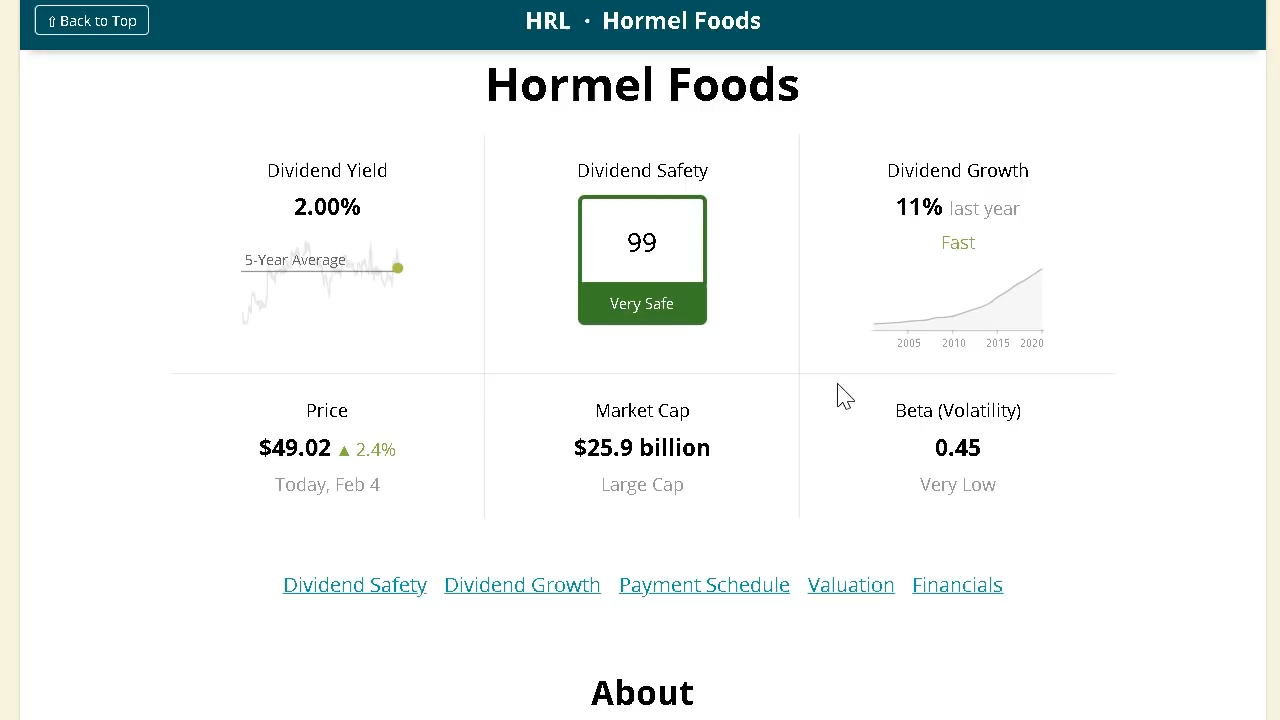 ⇧ Back to Top
HRL · Hormel Foods
Hormel Foods
Dividend Yield
2.00%
5-Year Average
Dividend Safety
99
Very Safe
Dividend Growth
11% last year
Fast
2005 2010 2015 2020
Price
$49.02 ▲ 2.4%
Today, Feb 4
Market Cap
$25.9 billion
Large Cap
Beta (Volatility)
0.45
Very Low
Dividend Safety Dividend Growth Payment Schedule Valuation Financials
About